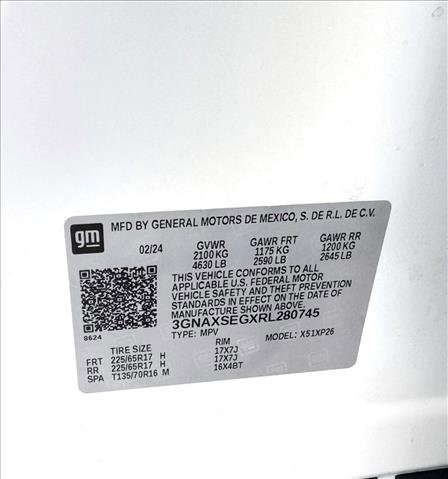 gm MFD BY GENERAL MOTORS DE MEXICO, S. DE R.L. DE C.V.
02/24 GVWR GAWR FRT GAWR RR
2100 KG 1175 KG 1200 KG
4630 LB 2590 LB 2645 LB
THIS VEHICLE CONFORMS TO ALL
APPLICABLE U.S. FEDERAL MOTOR
VEHICLE SAFETY STANDARDS IN EFFECT
ON THE DATE OF MANUFACTURE SHOWN ABOVE.
3GNAXSEGXRL280745
8624 TYPE: MPV MODEL: X51XP26
TIRE SIZE RIM
FRT 225/65R17 H 17X7J
RR 225/65R17 H 17X7J
SPA T135/70R16 M 16X4BT